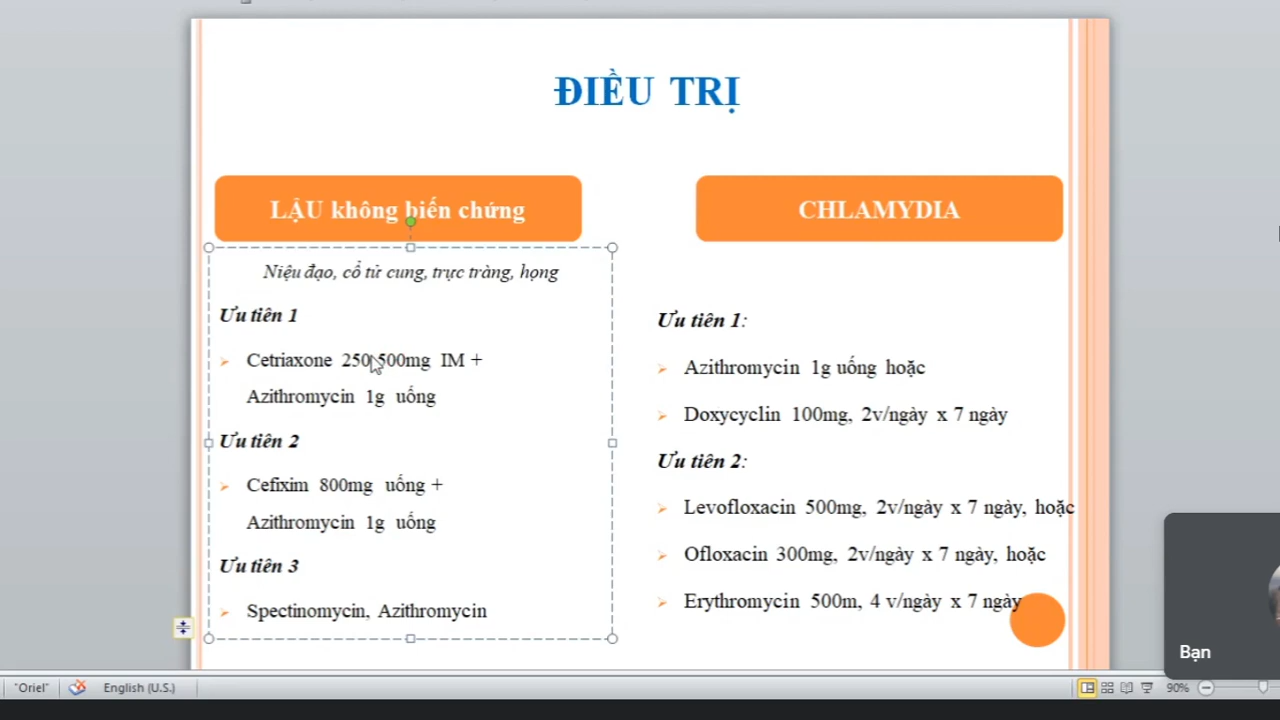 ĐIỀU TRỊ
LẬU không biến chứng
Niệu đạo, cổ tử cung, trực tràng, họng
Ưu tiên 1
Cetriaxone 250-500mg IM +
Azithromycin 1g uống
Ưu tiên 2
Cefixim 800mg uống +
Azithromycin 1g uống
Ưu tiên 3
Spectinomycin, Azithromycin
CHLAMYDIA
Ưu tiên 1:
Azithromycin 1g uống hoặc
Doxycyclin 100mg, 2v/ngày x 7 ngày
Ưu tiên 2:
Levofloxacin 500mg, 2v/ngày x 7 ngày, hoặc
Ofloxacin 300mg, 2v/ngày x 7 ngày, hoặc
Erythromycin 500m, 4 v/ngày x 7 ngày
Bạn
"Oriel" English (U.S.) 90%